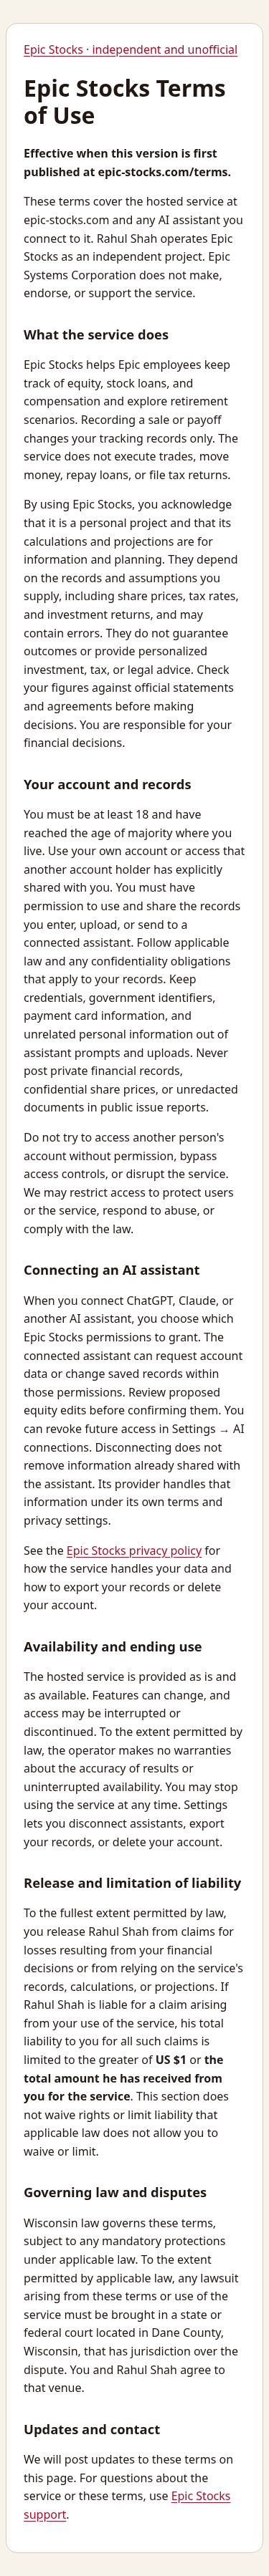 Epic Stocks · independent and unofficial
Epic Stocks Terms
of Use
Effective when this version is first
published at epic-stocks.com/terms.
These terms cover the hosted service at
epic-stocks.com and any AI assistant you
connect to it. Rahul Shah operates Epic
Stocks as an independent project. Epic
Systems Corporation does not make,
endorse, or support the service.
What the service does
Epic Stocks helps Epic employees keep
track of equity, stock loans, and
compensation and explore retirement
scenarios. Recording a sale or payoff
changes your tracking records only. The
service does not execute trades, move
money, repay loans, or file tax returns.
By using Epic Stocks, you acknowledge
that it is a personal project and that its
calculations and projections are for
information and planning. They depend
on the records and assumptions you
supply, including share prices, tax rates,
and investment returns, and may
contain errors. They do not guarantee
outcomes or provide personalized
investment, tax, or legal advice. Check
your figures against official statements
and agreements before making
decisions. You are responsible for your
financial decisions.
Your account and records
You must be at least 18 and have
reached the age of majority where you
live. Use your own account or access that
another account holder has explicitly
shared with you. You must have
permission to use and share the records
you enter, upload, or send to a
connected assistant. Follow applicable
law and any confidentiality obligations
that apply to your records. Keep
credentials, government identifiers,
payment card information, and
unrelated personal information out of
assistant prompts and uploads. Never
post private financial records,
confidential share prices, or unredacted
documents in public issue reports.
Do not try to access another person's
account without permission, bypass
access controls, or disrupt the service.
We may restrict access to protect users
or the service, respond to abuse, or
comply with the law.
Connecting an AI assistant
When you connect ChatGPT, Claude, or
another AI assistant, you choose which
Epic Stocks permissions to grant. The
connected assistant can request account
data or change saved records within
those permissions. Review proposed
equity edits before confirming them. You
can revoke future access in Settings → AI
connections. Disconnecting does not
remove information already shared with
the assistant. Its provider handles that
information under its own terms and
privacy settings.
See the Epic Stocks privacy policy for
how the service handles your data and
how to export your records or delete
your account.
Availability and ending use
The hosted service is provided as is and
as available. Features can change, and
access may be interrupted or
discontinued. To the extent permitted by
law, the operator makes no warranties
about the accuracy of results or
uninterrupted availability. You may stop
using the service at any time. Settings
lets you disconnect assistants, export
your records, or delete your account.
Release and limitation of liability
To the fullest extent permitted by law,
you release Rahul Shah from claims for
losses resulting from your financial
decisions or from relying on the service's
records, calculations, or projections. If
Rahul Shah is liable for a claim arising
from your use of the service, his total
liability to you for all such claims is
limited to the greater of US $1 or the
total amount he has received from
you for the service. This section does
not waive rights or limit liability that
applicable law does not allow you to
waive or limit.
Governing law and disputes
Wisconsin law governs these terms,
subject to any mandatory protections
under applicable law. To the extent
permitted by applicable law, any lawsuit
arising from these terms or use of the
service must be brought in a state or
federal court located in Dane County,
Wisconsin, that has jurisdiction over the
dispute. You and Rahul Shah agree to
that venue.
Updates and contact
We will post updates to these terms on
this page. For questions about the
service or these terms, use Epic Stocks
support.